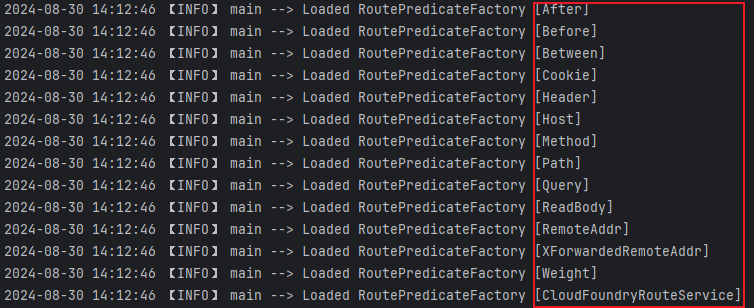 2024-08-30 14:12:46 【INFO】 main --> Loaded RoutePredicateFactory [After]
2024-08-30 14:12:46 【INFO】 main --> Loaded RoutePredicateFactory [Before]
2024-08-30 14:12:46 【INFO】 main --> Loaded RoutePredicateFactory [Between]
2024-08-30 14:12:46 【INFO】 main --> Loaded RoutePredicateFactory [Cookie]
2024-08-30 14:12:46 【INFO】 main --> Loaded RoutePredicateFactory [Header]
2024-08-30 14:12:46 【INFO】 main --> Loaded RoutePredicateFactory [Host]
2024-08-30 14:12:46 【INFO】 main --> Loaded RoutePredicateFactory [Method]
2024-08-30 14:12:46 【INFO】 main --> Loaded RoutePredicateFactory [Path]
2024-08-30 14:12:46 【INFO】 main --> Loaded RoutePredicateFactory [Query]
2024-08-30 14:12:46 【INFO】 main --> Loaded RoutePredicateFactory [ReadBody]
2024-08-30 14:12:46 【INFO】 main --> Loaded RoutePredicateFactory [RemoteAddr]
2024-08-30 14:12:46 【INFO】 main --> Loaded RoutePredicateFactory [XForwardedRemoteAddr]
2024-08-30 14:12:46 【INFO】 main --> Loaded RoutePredicateFactory [Weight]
2024-08-30 14:12:46 【INFO】 main --> Loaded RoutePredicateFactory [CloudFoundryRouteService]